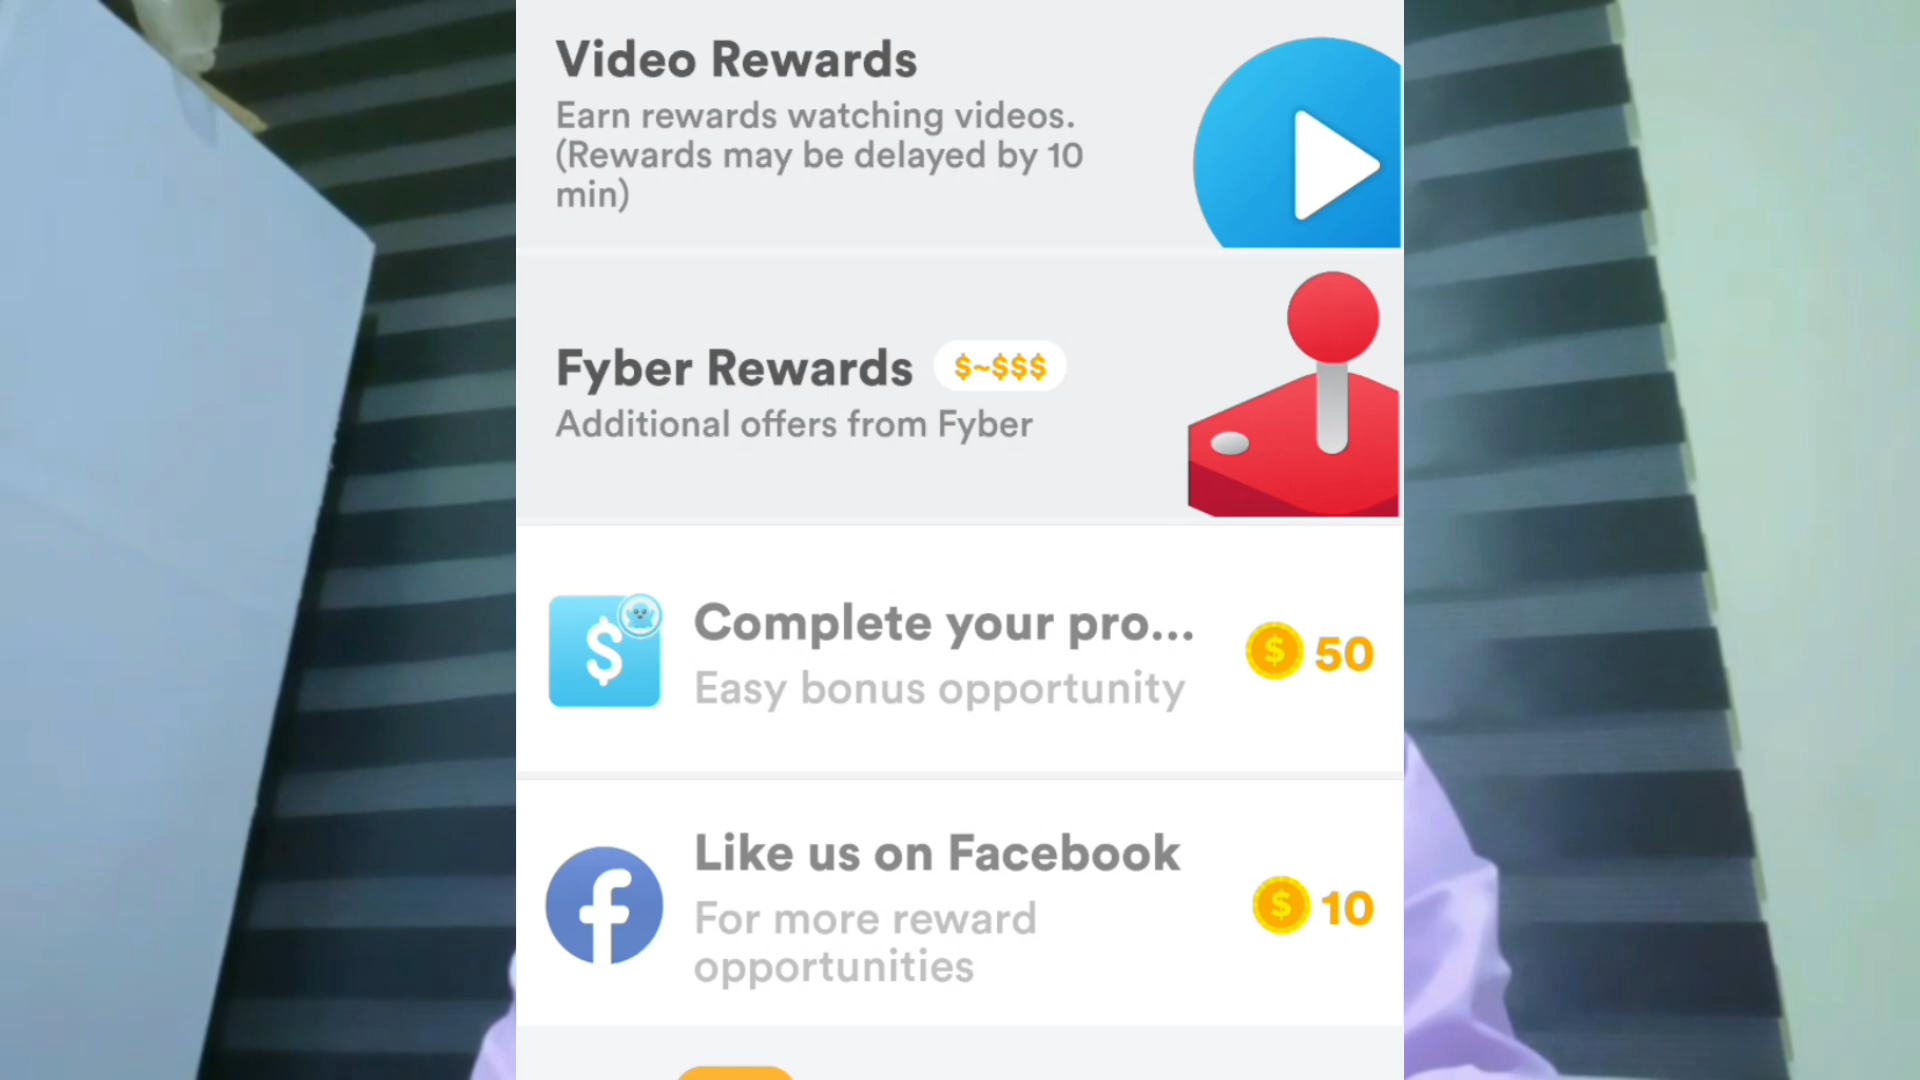 Video Rewards
Earn rewards watching videos.
(Rewards may be delayed by 10
min)
Fyber Rewards $~$$$
Additional offers from Fyber
Complete your pro...
$ 50
Easy bonus opportunity
Like us on Facebook
$ 10
For more reward
opportunities